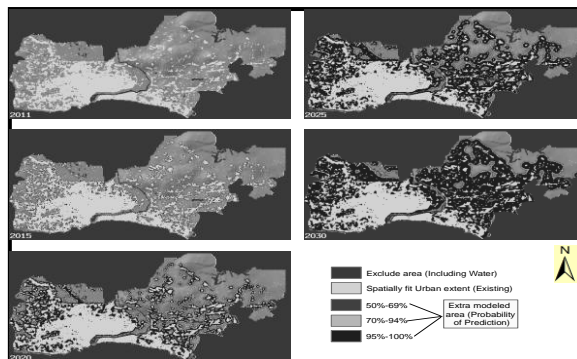 2011
2025
2015
2030
2020
N
Exclude area (Including Water)
Spatially fit Urban extent (Existing)
50%-69%
70%-94%
95%-100%
Extra modeled
area (Probability
of Prediction)